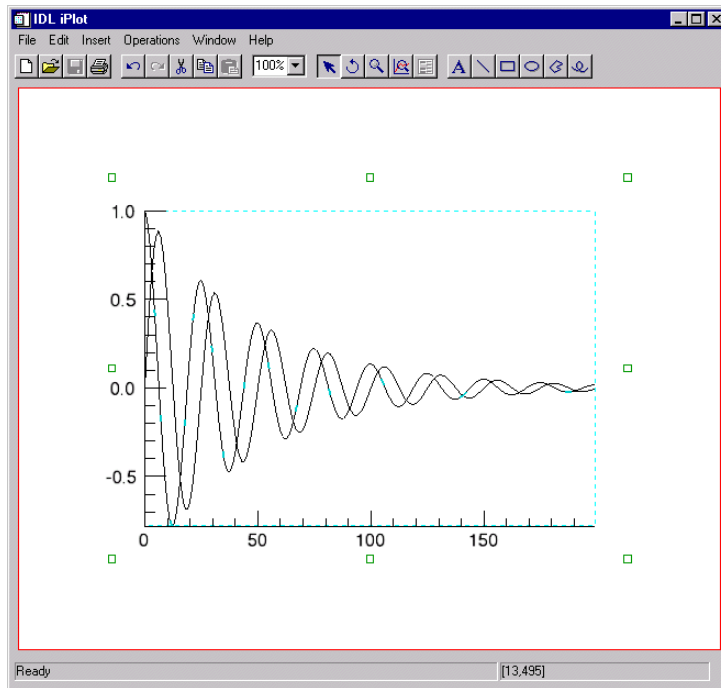 IDL iPlot
File Edit Insert Operations Window Help
100% A
1.0
0.5
0.0
-0.5
0 50 100 150
Ready [13,495]